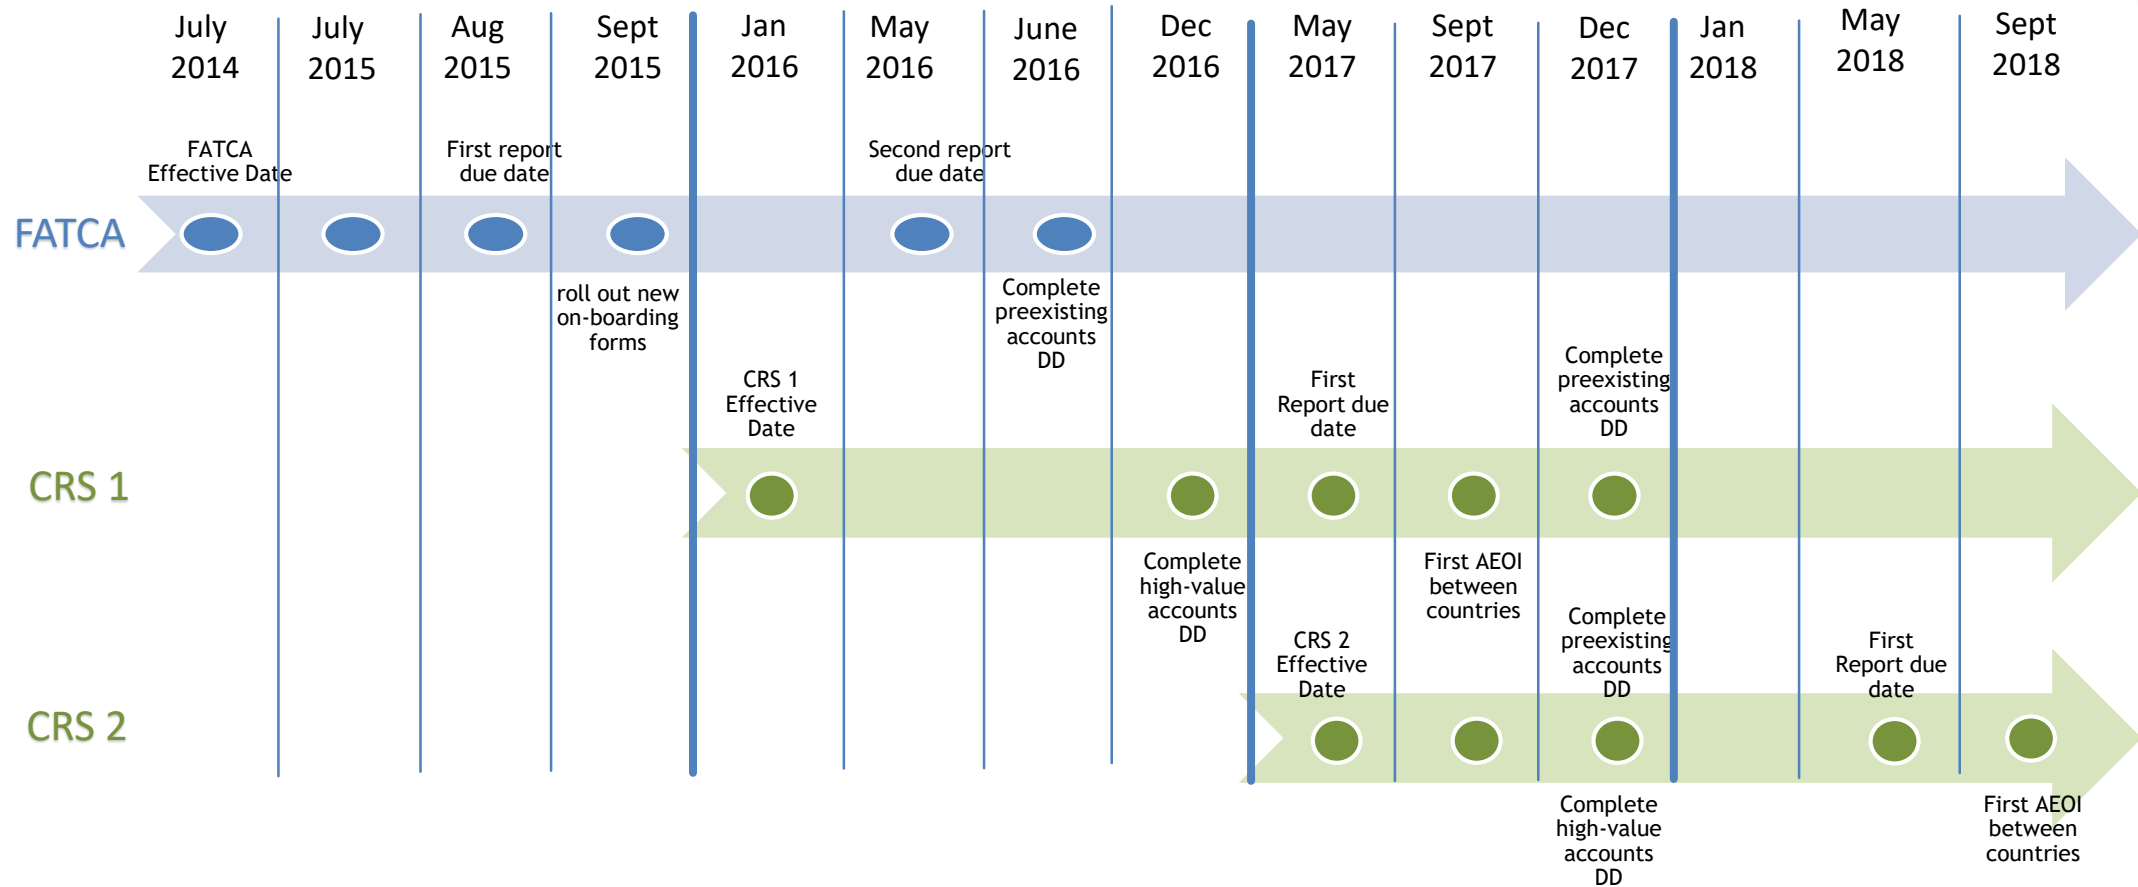 July
2014
July
2015
Aug
2015
Sept
2015
Jan
2016
May
2016
June
2016
Dec
2016
May
2017
Sept
2017
Dec
2017
Jan
2018
May
2018
Sept
2018
FATCA
FATCA
Effective Date
First report
due date
roll out new
on-boarding
forms
Second report
due date
Complete
preexisting
accounts
DD
CRS 1
CRS 1
Effective
Date
Complete
high-value
accounts
DD
First
Report due
date
First AEOI
between
countries
Complete
preexisting
accounts
DD
CRS 2
CRS 2
Effective
Date
Complete
preexisting
accounts
DD
Complete
high-value
accounts
DD
First
Report due
date
First AEOI
between
countries